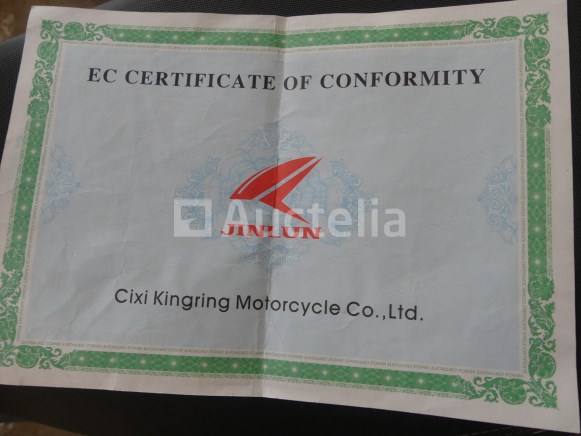 EC CERTIFICATE OF CONFORMITY
Auctelia
JINLUN
Cixi Kingring Motorcycle Co.,Ltd.